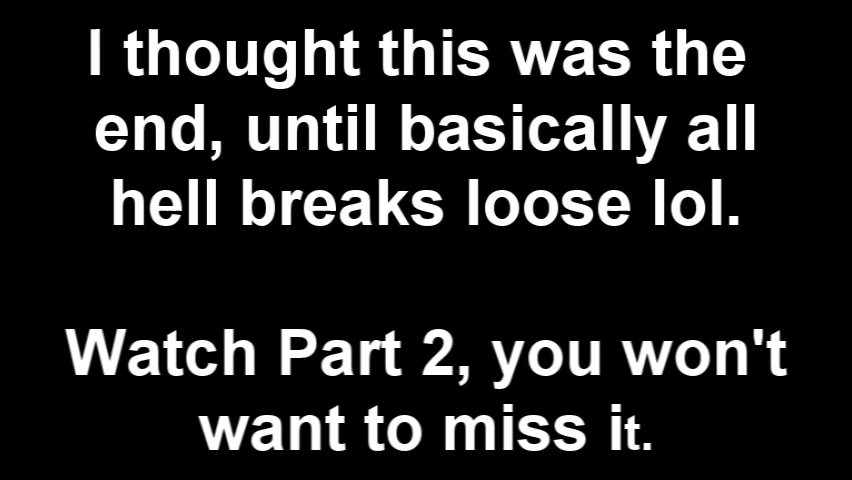 I thought this was the
end, until basically all
hell breaks loose lol.
Watch Part 2, you won't
want to miss it.